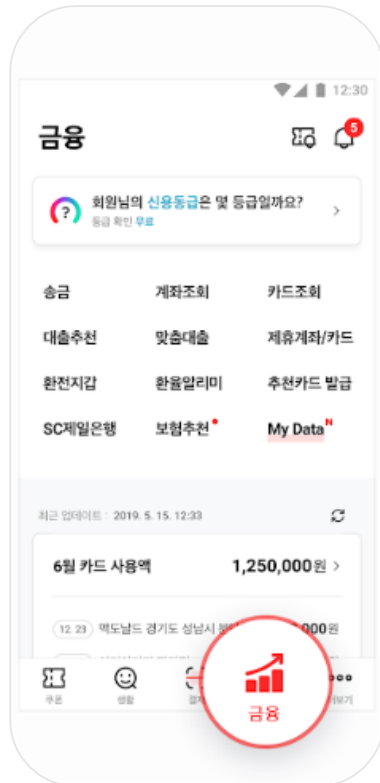 12:30
금융
5
회원님의 신용동급은 몇 등급일까요?
등급 확인 무료
송금 계좌조회 카드조회
대출추천 맞춤대출 제휴계좌/카드
환전지갑 환율알리미 추천카드 발급
SC제일은행 보험추천 My Data N
최근 업데이트 : 2019. 5. 15. 12:33
6월 카드 사용액 1,250,000원
12. 23 맥도날드 경기도 성남시 000원
쿠폰 생활 금융